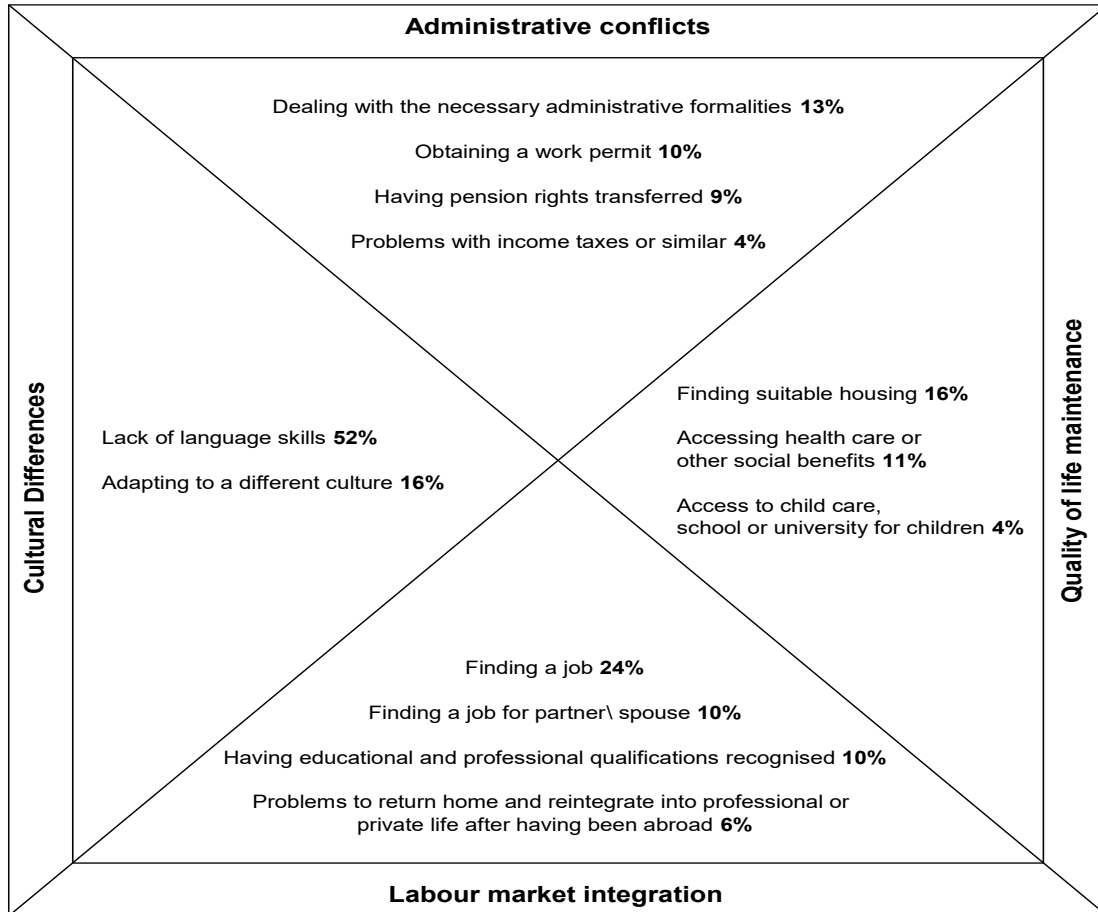 Administrative conflicts
Dealing with the necessary administrative formalities 13%
Obtaining a work permit 10%
Having pension rights transferred 9%
Problems with income taxes or similar 4%
Cultural Differences
Lack of language skills 52%
Adapting to a different culture 16%
Finding suitable housing 16%
Accessing health care or
other social benefits 11%
Access to child care,
school or university for children 4%
Quality of life maintenance
Finding a job 24%
Finding a job for partner\ spouse 10%
Having educational and professional qualifications recognised 10%
Problems to return home and reintegrate into professional or
private life after having been abroad 6%
Labour market integration